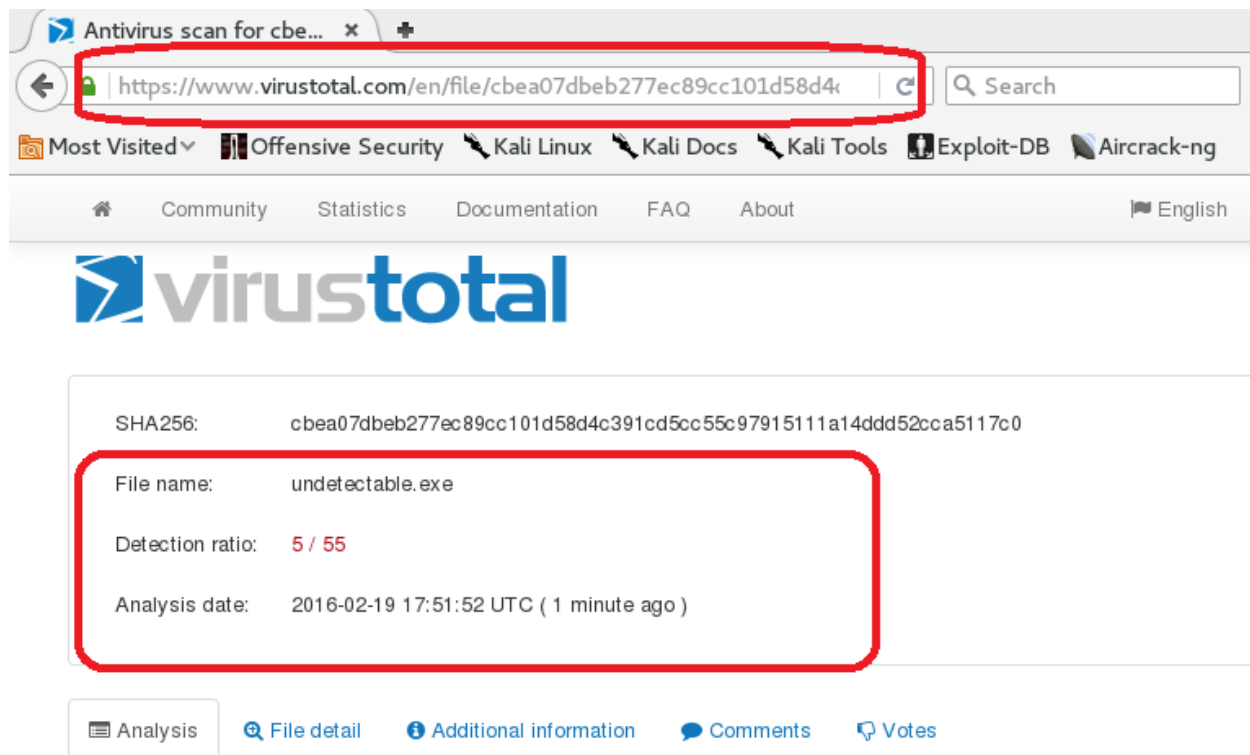 Antivirus scan for cbe...
https://www.virustotal.com/en/file/cbea07dbeb277ec89cc101d58d4
Search
Most Visited
Offensive Security
Kali Linux
Kali Docs
Kali Tools
Exploit-DB
Aircrack-ng
Community
Statistics
Documentation
FAQ
About
English
virustotal
SHA256: cbea07dbeb277ec89cc101d58d4c391cd5cc55c97915111a14ddd52cca5117c0
File name: undetectable.exe
Detection ratio: 5 / 55
Analysis date: 2016-02-19 17:51:52 UTC ( 1 minute ago )
Analysis
File detail
Additional information
Comments
Votes